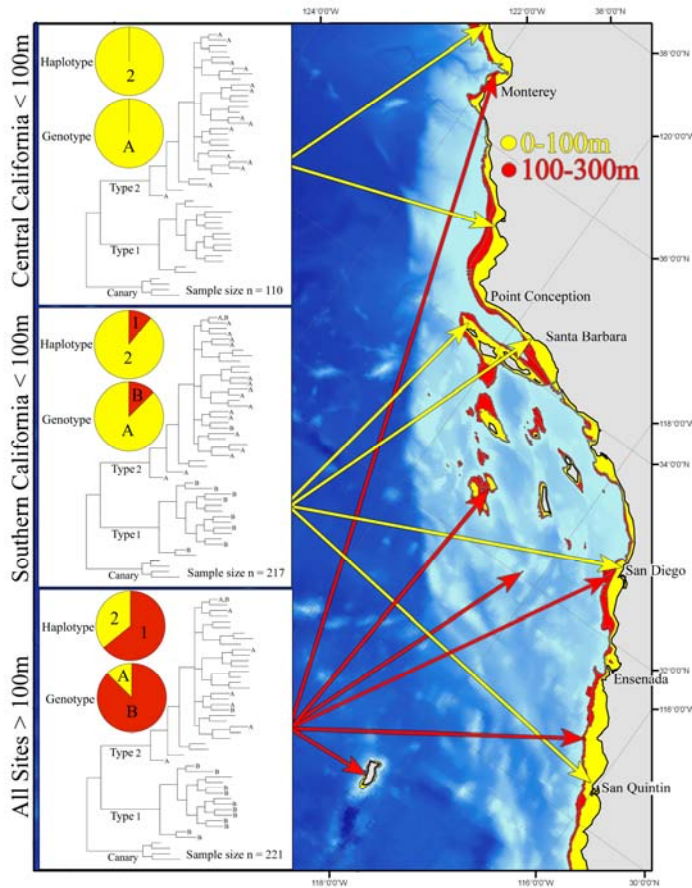 124°0'0"W
122°0'0"W
38°0'0"N
38°0'0"N
120°0'0"W
36°0'0"N
118°0'0"W
34°0'0"N
32°0'0"N
116°0'0"W
118°0'0"W
116°0'0"W
30°0'0"N
Central California < 100m
Haplotype
2
Genotype
A
Type 2
Type 1
Canary
Sample size n = 110
Southern California < 100m
Haplotype
1
2
Genotype
B
A
A,B
Type 2
Type 1
Canary
Sample size n = 217
All Sites > 100m
Haplotype
2
1
Genotype
A
B
A,B
Type 2
Type 1
Canary
Sample size n = 221
Monterey
0-100m
100-300m
Point Conception
Santa Barbara
San Diego
Ensenada
San Quintin